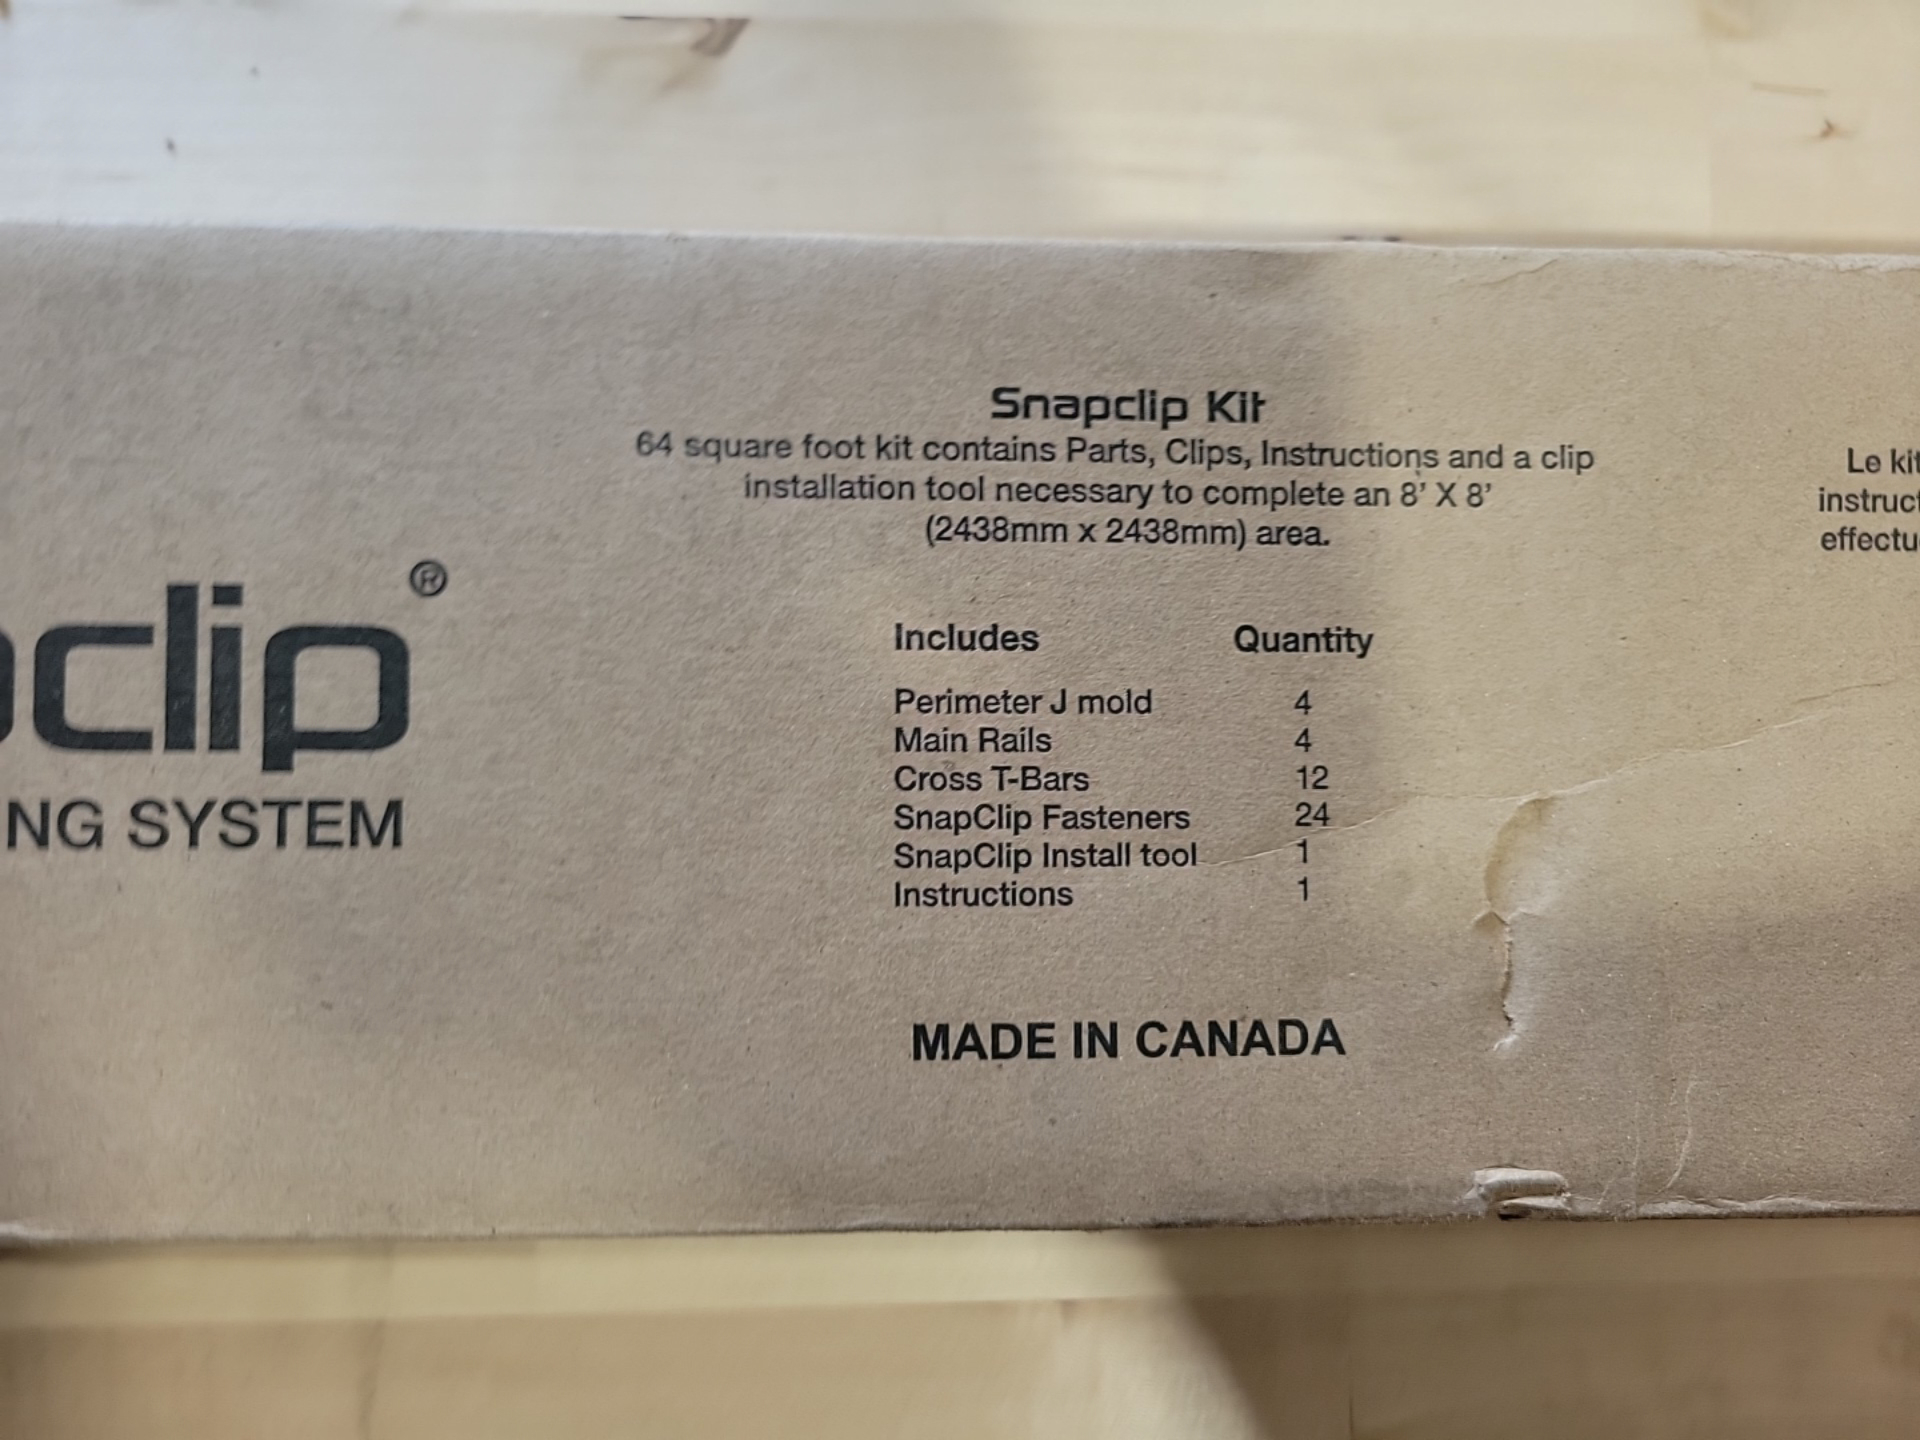 clip®
NG SYSTEM
Snapclip Kit
64 square foot kit contains Parts, Clips, Instructions and a clip
installation tool necessary to complete an 8' X 8'
(2438mm x 2438mm) area.
Includes Quantity
Perimeter J mold 4
Main Rails 4
Cross T-Bars 12
SnapClip Fasteners 24
SnapClip Install tool 1
Instructions 1
MADE IN CANADA
Le kit
instruct
effectu